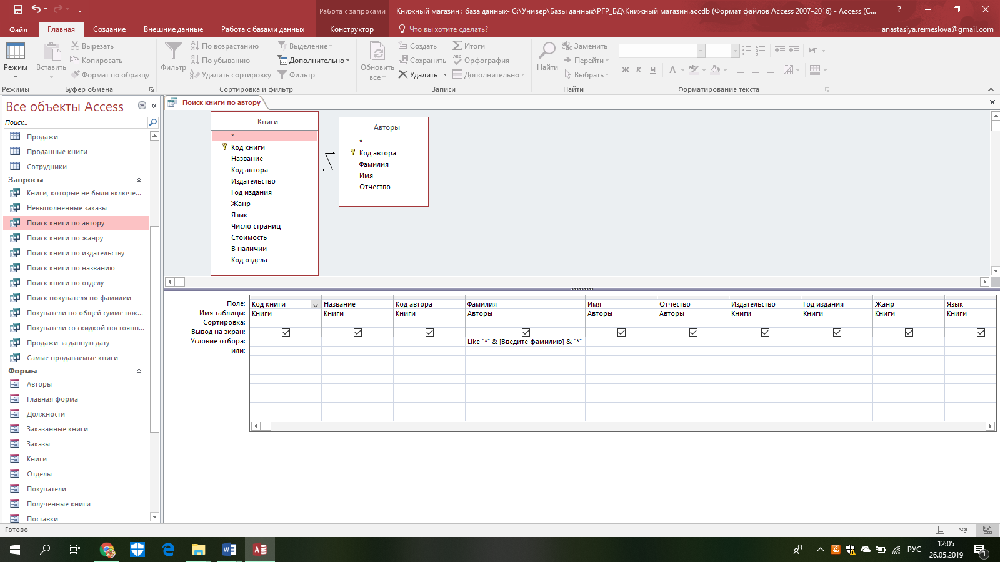 Работа с запросами
Книжный магазин : база данных- G:\Универ\Базы данных\РГР_БД\Книжный магазин.accdb (Формат файлов Access 2007–2016) - Access (С...
?
Файл
Главная
Создание
Внешние данные
Работа с базами данных
Конструктор
Что вы хотите сделать?
anastasiya.remeslova@gmail.com
Режим
Режимы
Вставить
Вырезать
Копировать
Формат по образцу
Буфер обмена
Фильтр
По возрастанию
По убыванию
Удалить сортировку
Выделение
Дополнительно
Фильтр
Сортировка и фильтр
Обновить
все
Создать
Сохранить
Удалить
Итоги
Орфография
Дополнительно
Записи
Найти
Заменить
Перейти
Выбрать
Найти
Ж К Ч А
Форматирование текста
Все объекты Access
Поиск...
Продажи
Проданные книги
Сотрудники
Запросы
Книги, которые не были включе...
Невыполненные заказы
Поиск книги по автору
Поиск книги по жанру
Поиск книги по издательству
Поиск книги по названию
Поиск книги по отделу
Поиск покупателя по фамилии
Покупатели по общей сумме пок...
Покупатели со скидкой постоянн...
Продажи за данную дату
Самые продаваемые книги
Формы
Авторы
Главная форма
Должности
Заказанные книги
Заказы
Книги
Отделы
Покупатели
Полученные книги
Поставки
Поиск книги по автору
Книги
*
Код книги
Название
Код автора
Издательство
Год издания
Жанр
Язык
Число страниц
Стоимость
В наличии
Код отдела
Авторы
*
Код автора
Фамилия
Имя
Отчество
Поле: Код книги Название Код автора Фамилия Имя Отчество Издательство Год издания Жанр Язык
Имя таблицы: Книги Книги Книги Авторы Авторы Авторы Книги Книги Книги Книги
Сортировка:
Вывод на экран:
Условие отбора: Like "*" & [Введите фамилию] & "*"
или:
Готово
SQL
РУС
12:05
26.05.2019
1